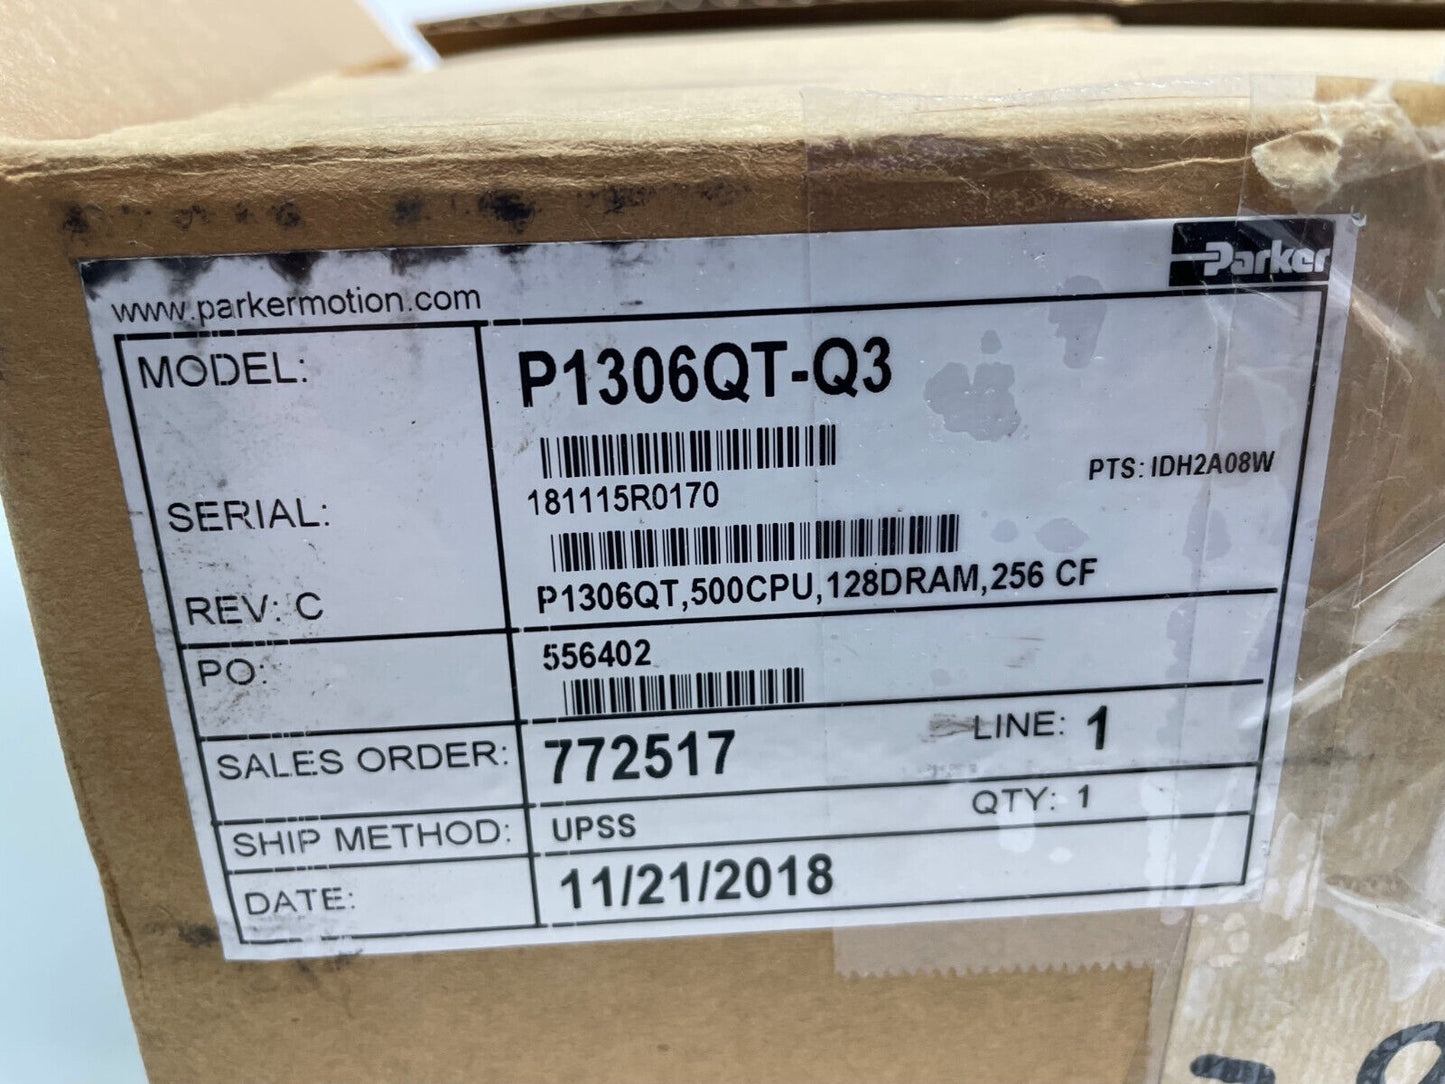 Parker
www.parkermotion.com
MODEL: P1306QT-Q3
PTS: IDH2A08W
SERIAL: 181115R0170
REV: C P1306QT,500CPU,128DRAM,256 CF
PO: 556402
SALES ORDER: 772517 LINE: 1
SHIP METHOD: UPSS QTY: 1
DATE: 11/21/2018